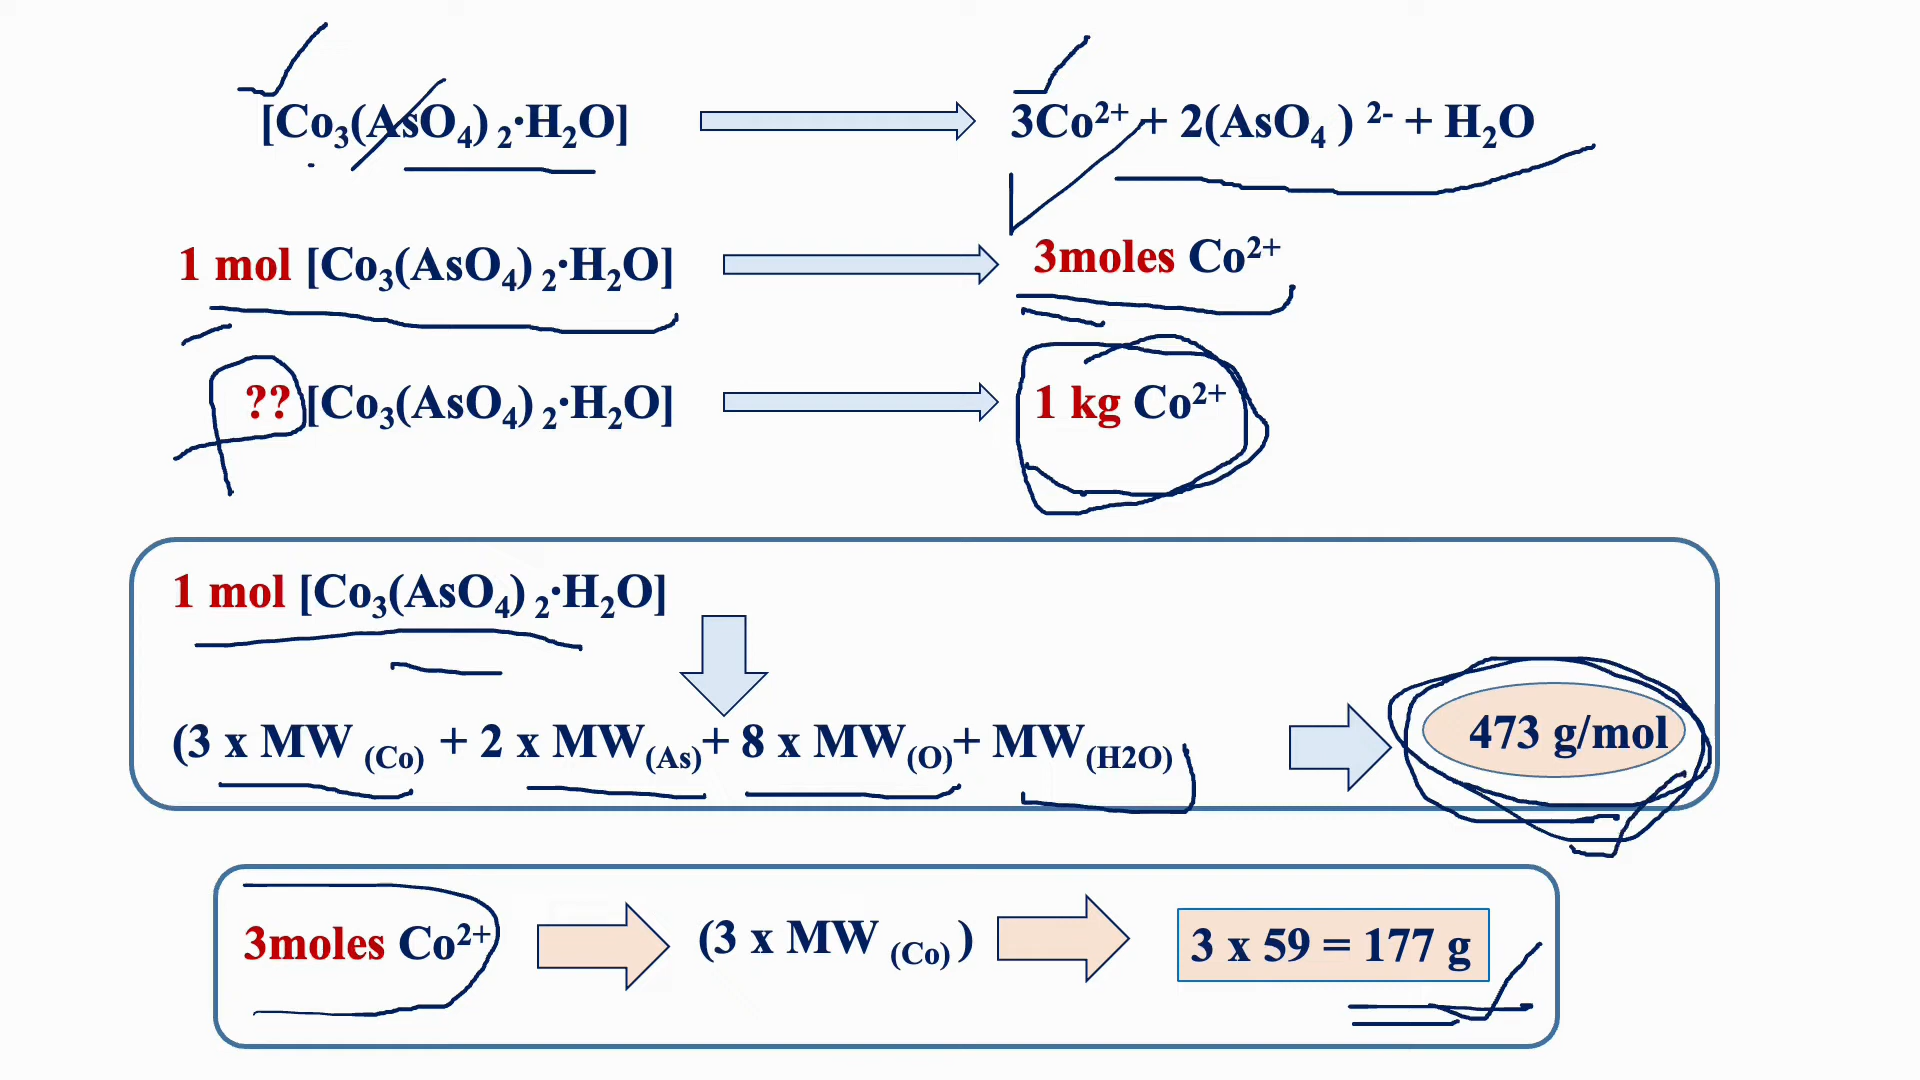 [Co₃(AsO₄) ₂·H₂O] 3Co²⁺ + 2(AsO₄ ) ²⁻ + H₂O
1 mol [Co₃(AsO₄) ₂·H₂O] 3moles Co²⁺
?? [Co₃(AsO₄) ₂·H₂O] 1 kg Co²⁺
1 mol [Co₃(AsO₄) ₂·H₂O]
(3 x MW (Co) + 2 x MW(As)+ 8 x MW(O)+ MW(H2O) 473 g/mol
3moles Co²⁺ (3 x MW (Co) ) 3 x 59 = 177 g